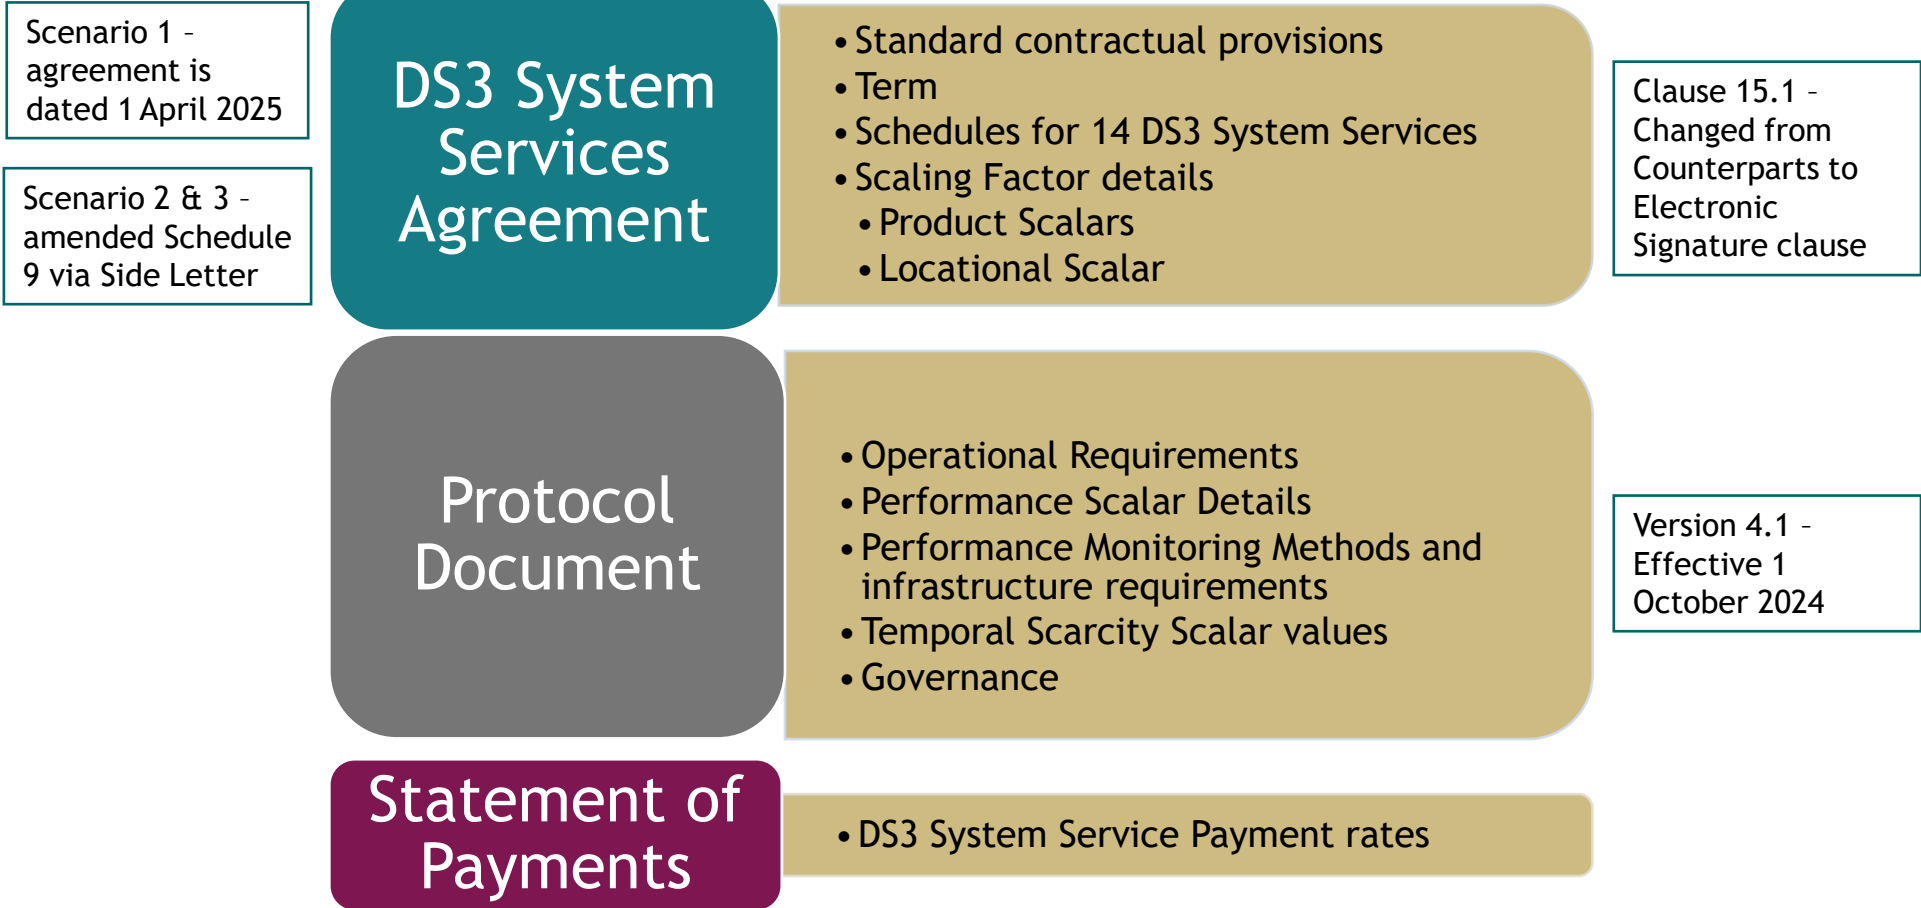 Scenario 1 –
agreement is
dated 1 April 2025
Scenario 2 & 3 –
amended Schedule
9 via Side Letter
DS3 System
Services
Agreement
• Standard contractual provisions
• Term
• Schedules for 14 DS3 System Services
• Scaling Factor details
• Product Scalars
• Locational Scalar
Clause 15.1 –
Changed from
Counterparts to
Electronic
Signature clause
Protocol
Document
• Operational Requirements
• Performance Scalar Details
• Performance Monitoring Methods and
infrastructure requirements
• Temporal Scarcity Scalar values
• Governance
Version 4.1 –
Effective 1
October 2024
Statement of
Payments
• DS3 System Service Payment rates